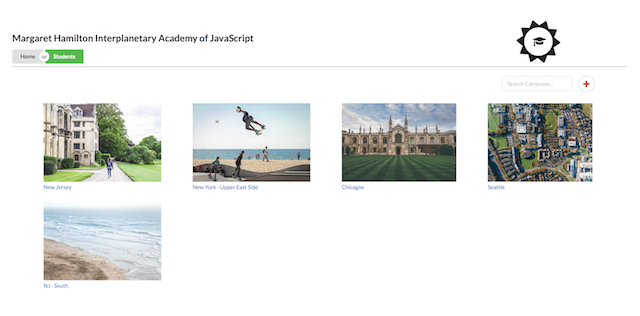 Margaret Hamilton Interplanetary Academy of JavaScript
Home or Students
Search Campuses...
New Jersey
New York - Upper East Side
Chicagoe
Seattle
NJ - South